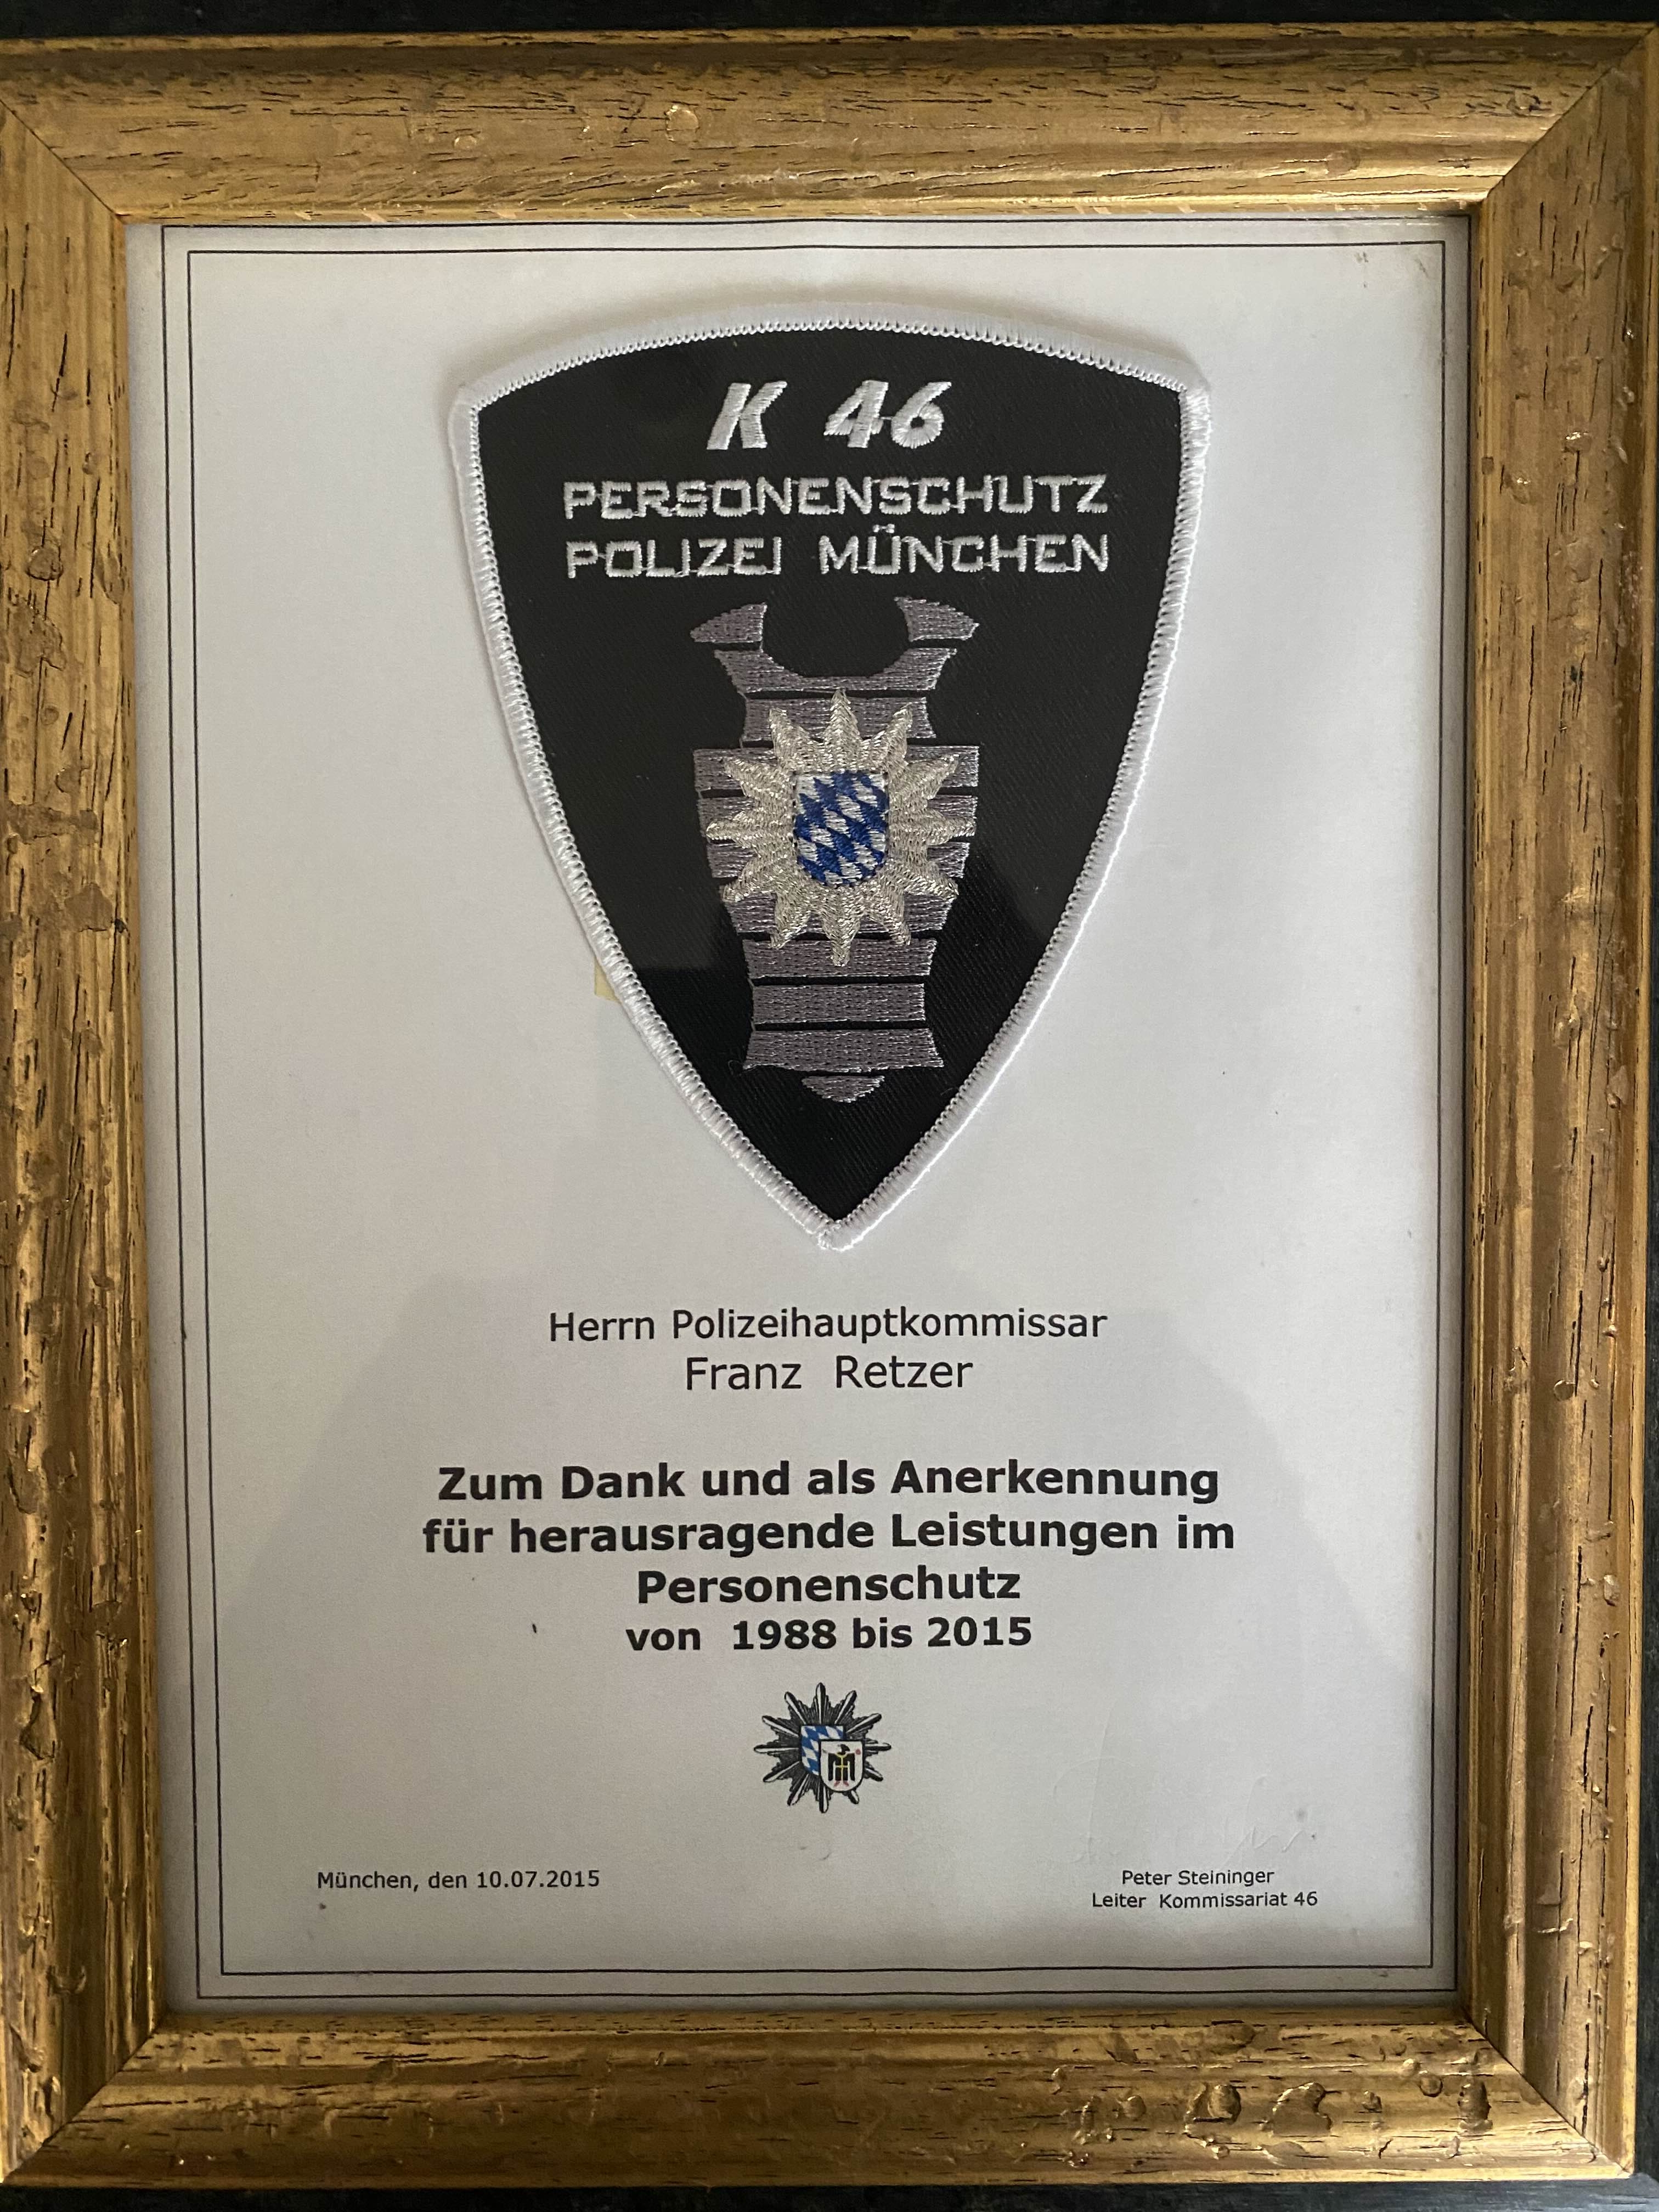 K 46
PERSONENSCHUTZ
POLIZEI MÜNCHEN
Herrn Polizeihauptkommissar
Franz Retzer
Zum Dank und als Anerkennung
für herausragende Leistungen im
Personenschutz
von 1988 bis 2015
München, den 10.07.2015
Peter Steininger
Leiter Kommissariat 46